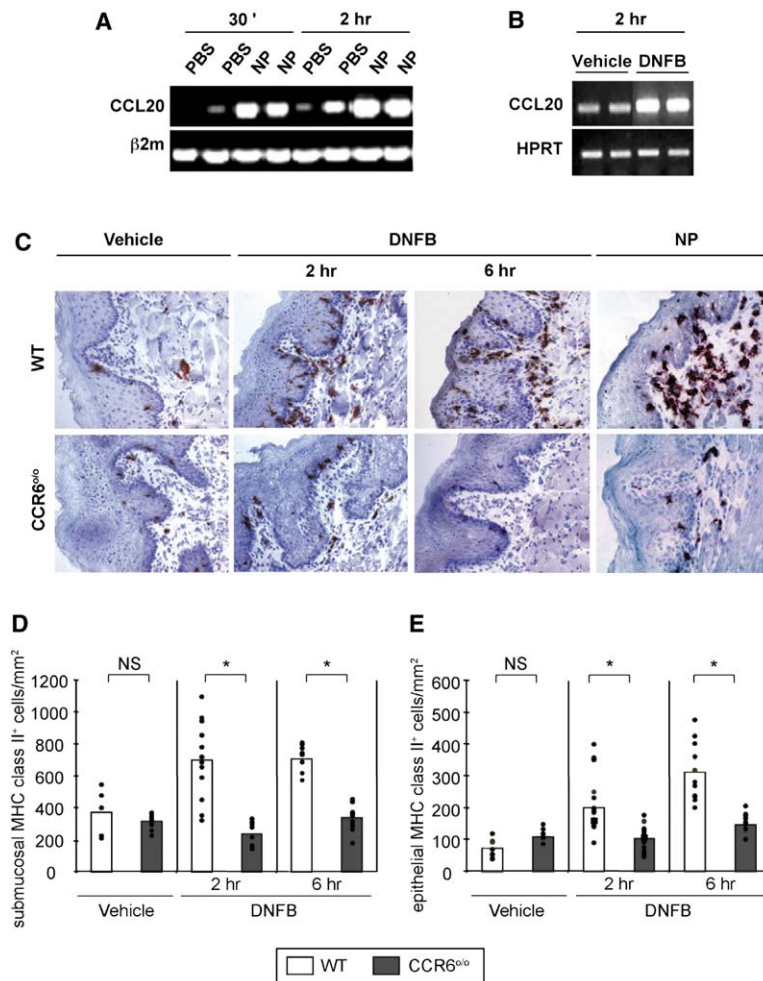 A
30 '
2 hr
PBS
PBS
NP
NP
PBS
PBS
NP
NP
CCL20
β2m
B
2 hr
Vehicle DNFB
CCL20
HPRT
C
Vehicle
DNFB
NP
2 hr
6 hr
WT
CCR6o/o
D
submucosal MHC class II+ cells/mm2
1200
1000
800
600
400
200
0
NS
*
*
2 hr
6 hr
Vehicle
DNFB
E
epithelial MHC class II+ cells/mm2
600
500
400
300
200
100
0
NS
*
*
2 hr
6 hr
Vehicle
DNFB
WT
CCR6o/o